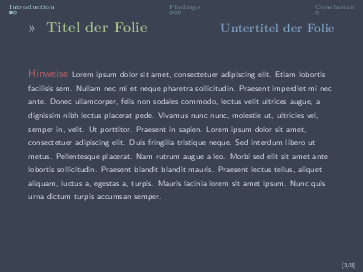 Introduction Findings Conclusion
» Titel der Folie Untertitel der Folie
Hinweise Lorem ipsum dolor sit amet, consectetuer adipiscing elit. Etiam lobortis
facilisis sem. Nullam nec mi et neque pharetra sollicitudin. Praesent imperdiet mi nec
ante. Donec ullamcorper, felis non sodales commodo, lectus velit ultrices augue, a
dignissim nibh lectus placerat pede. Vivamus nunc nunc, molestie ut, ultricies vel,
semper in, velit. Ut porttitor. Praesent in sapien. Lorem ipsum dolor sit amet,
consectetuer adipiscing elit. Duis fringilla tristique neque. Sed interdum libero ut
metus. Pellentesque placerat. Nam rutrum augue a leo. Morbi sed elit sit amet ante
lobortis sollicitudin. Praesent blandit blandit mauris. Praesent lectus tellus, aliquet
aliquam, luctus a, egestas a, turpis. Mauris lacinia lorem sit amet ipsum. Nunc quis
urna dictum turpis accumsan semper.
[3/8]